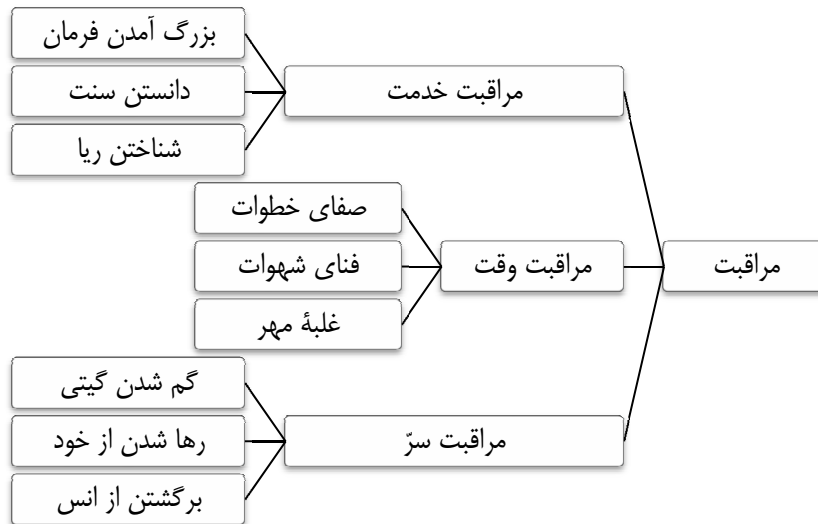 مراقبت
مراقبت خدمت
بزرگ آمدن فرمان
دانستن سنت
شناختن ریا
مراقبت وقت
صفای خطوات
فنای شهوات
غلبۀ مهر
مراقبت سرّ
گم شدن گیتی
رها شدن از خود
برگشتن از انس